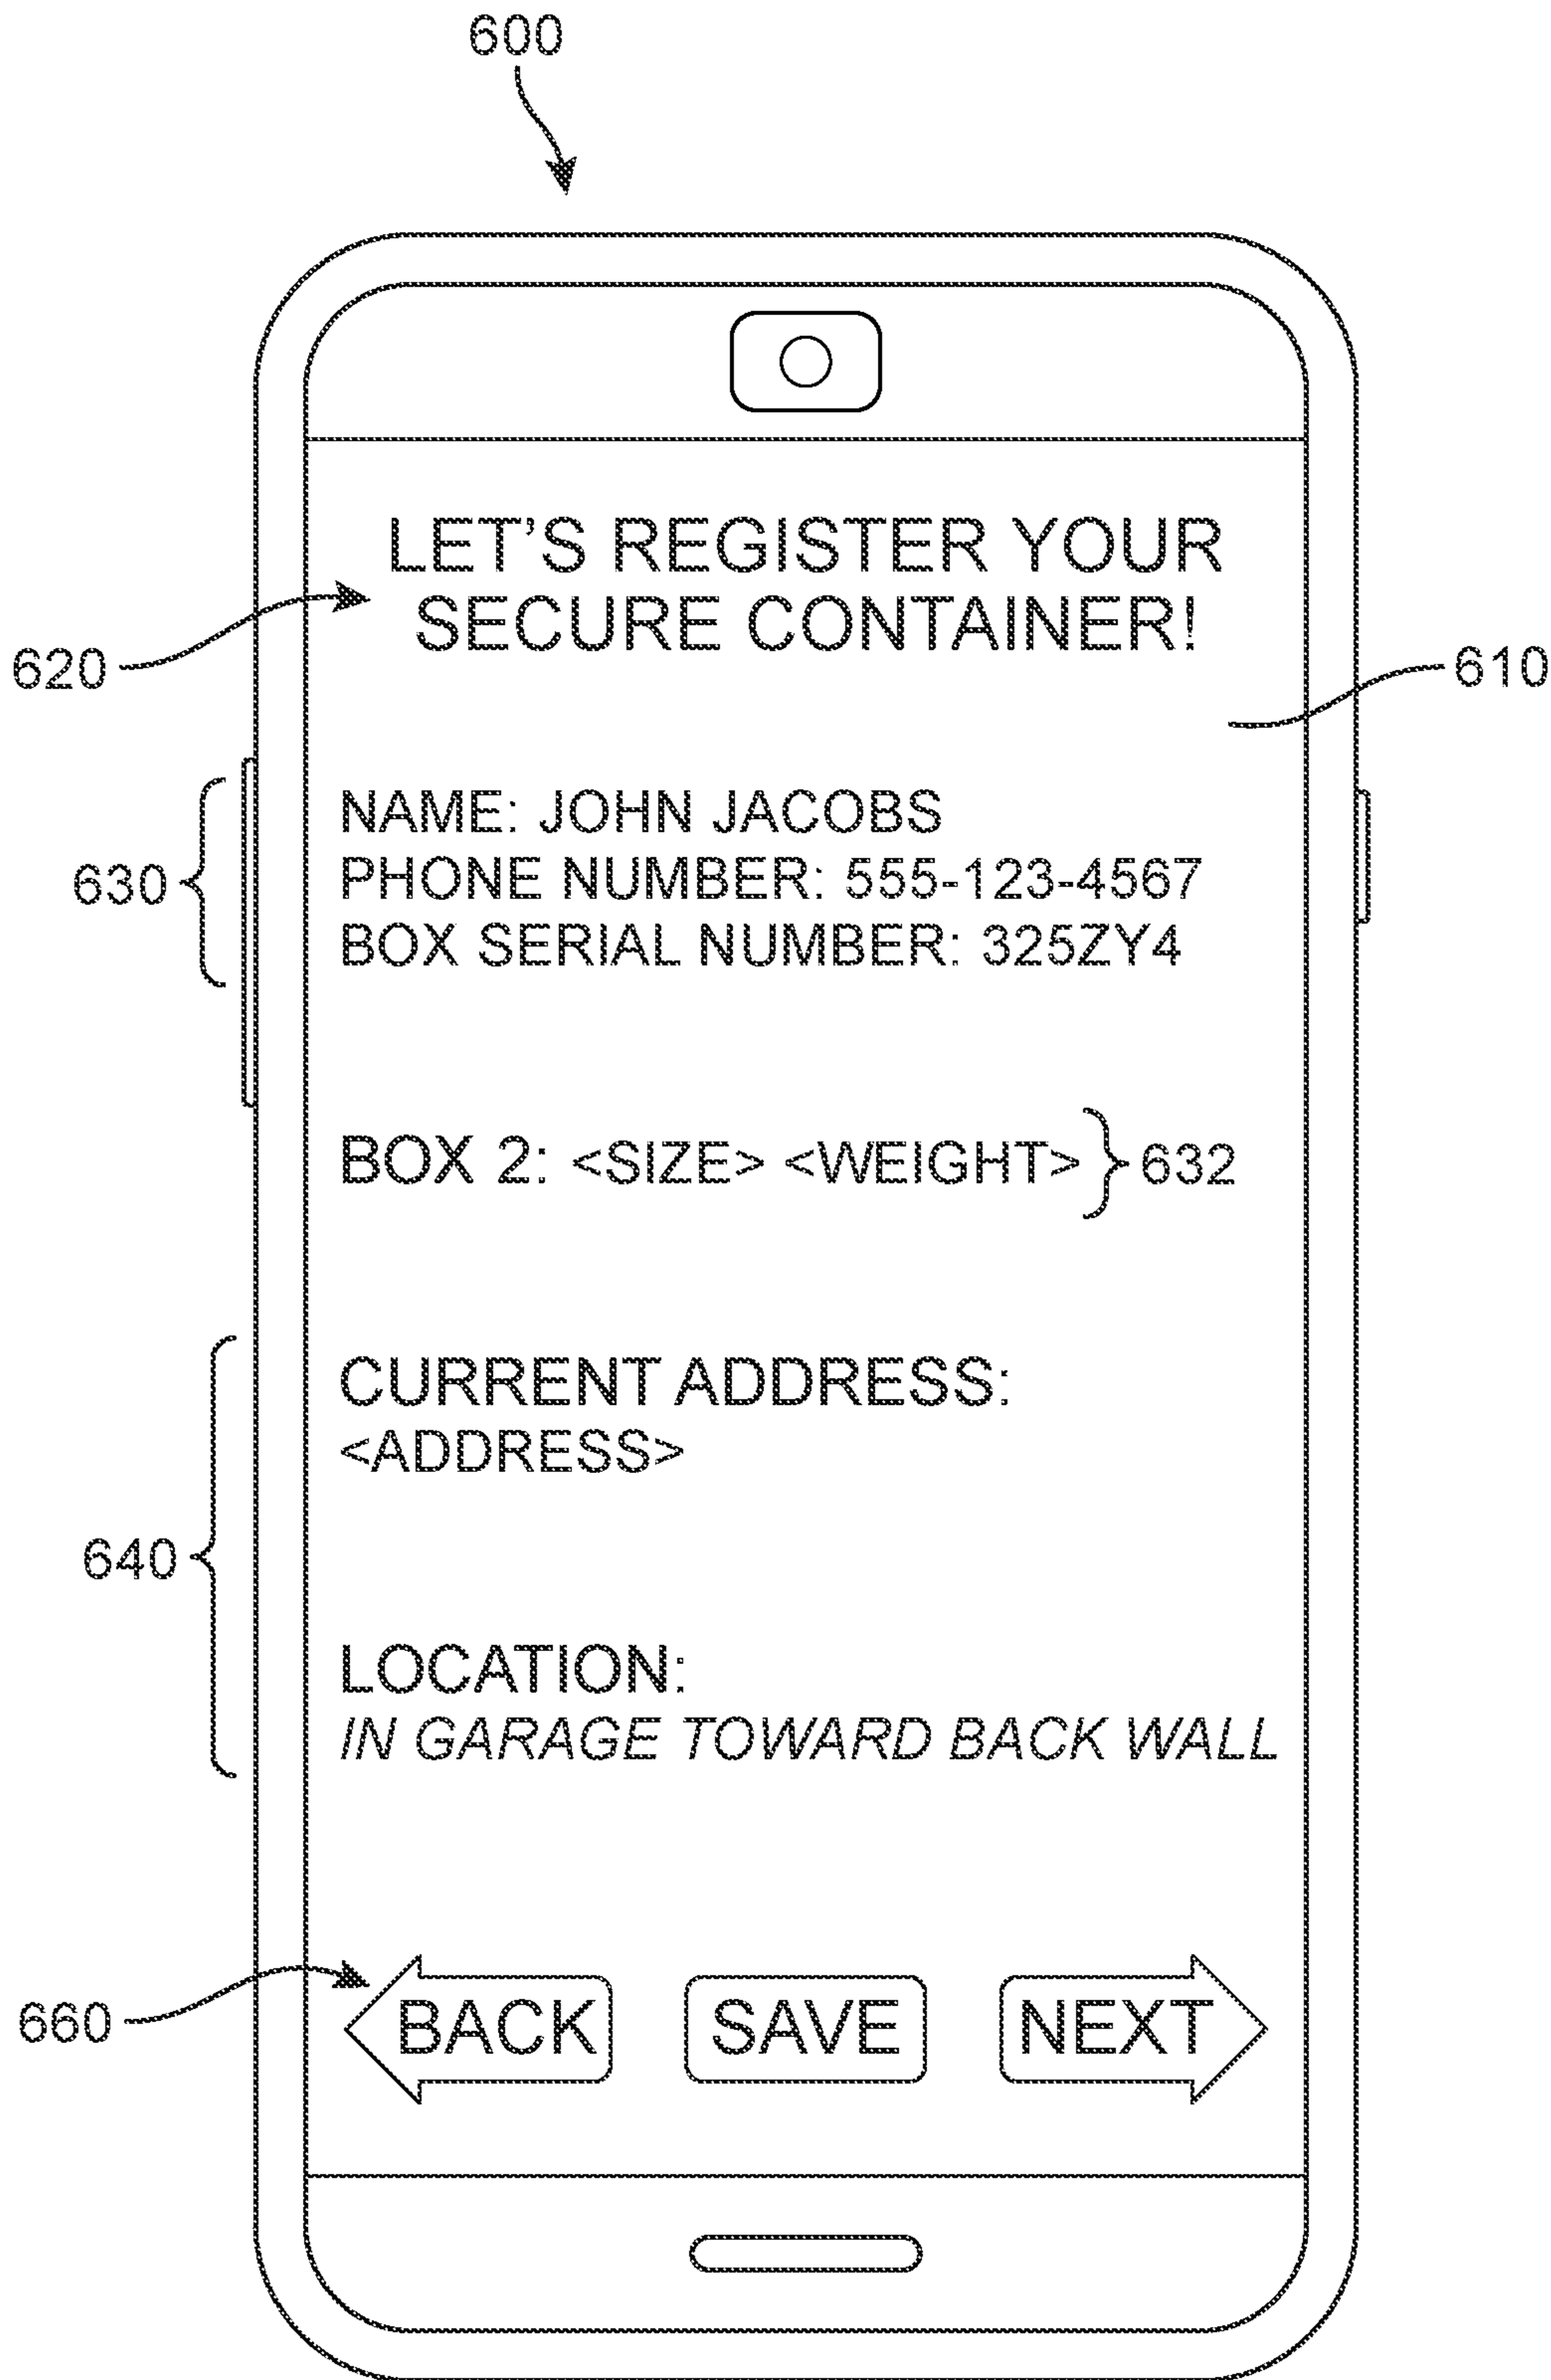 600
LET'S REGISTER YOUR
SECURE CONTAINER!
620
610
NAME: JOHN JACOBS
PHONE NUMBER: 555-123-4567
BOX SERIAL NUMBER: 325ZY4
630
BOX 2: <SIZE> <WEIGHT>
632
CURRENT ADDRESS:
<ADDRESS>
640
LOCATION:
IN GARAGE TOWARD BACK WALL
660
BACK SAVE NEXT